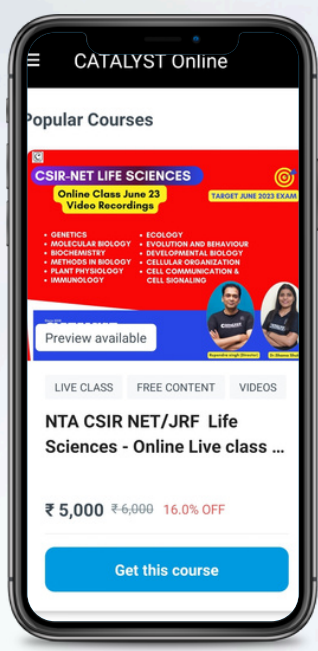 CATALYST Online
Popular Courses
CSIR-NET LIFE SCIENCES
Online Class June 23
Video Recordings
TARGET JUNE 2023 EXAM
• GENETICS
• MOLECULAR BIOLOGY
• BIOCHEMISTRY
• METHODS IN BIOLOGY
• PLANT PHYSIOLOGY
• IMMUNOLOGY
• ECOLOGY
• EVOLUTION AND BEHAVIOUR
• DEVELOPMENTAL BIOLOGY
• CELLULAR ORGANIZATION
• CELL COMMUNICATION &
CELL SIGNALING
Preview available
LIVE CLASS FREE CONTENT VIDEOS
NTA CSIR NET/JRF Life
Sciences - Online Live class ...
₹ 5,000 ₹ 6,000 16.0% OFF
Get this course